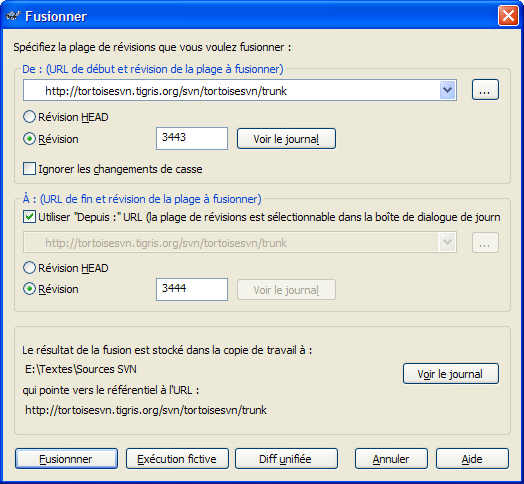 Fusionner
Spécifiez la plage de révisions que vous voulez fusionner :
De : (URL de début et révision de la plage à fusionner)
http://tortoisesvn.tigris.org/svn/tortoisesvn/trunk
...
Révision HEAD
Révision
3443
Voir le journal
Ignorer les changements de casse
À : (URL de fin et révision de la plage à fusionner)
Utiliser "Depuis :" URL (la plage de révisions est sélectionnable dans la boîte de dialogue de journ
http://tortoisesvn.tigris.org/svn/tortoisesvn/trunk
...
Révision HEAD
Révision
3444
Voir le journal
Le résultat de la fusion est stocké dans la copie de travail à :
E:\Textes\Sources SVN
qui pointe vers le référentiel à l'URL :
http://tortoisesvn.tigris.org/svn/tortoisesvn/trunk
Voir le journal
Fusionnner
Exécution fictive
Diff unifiée
Annuler
Aide